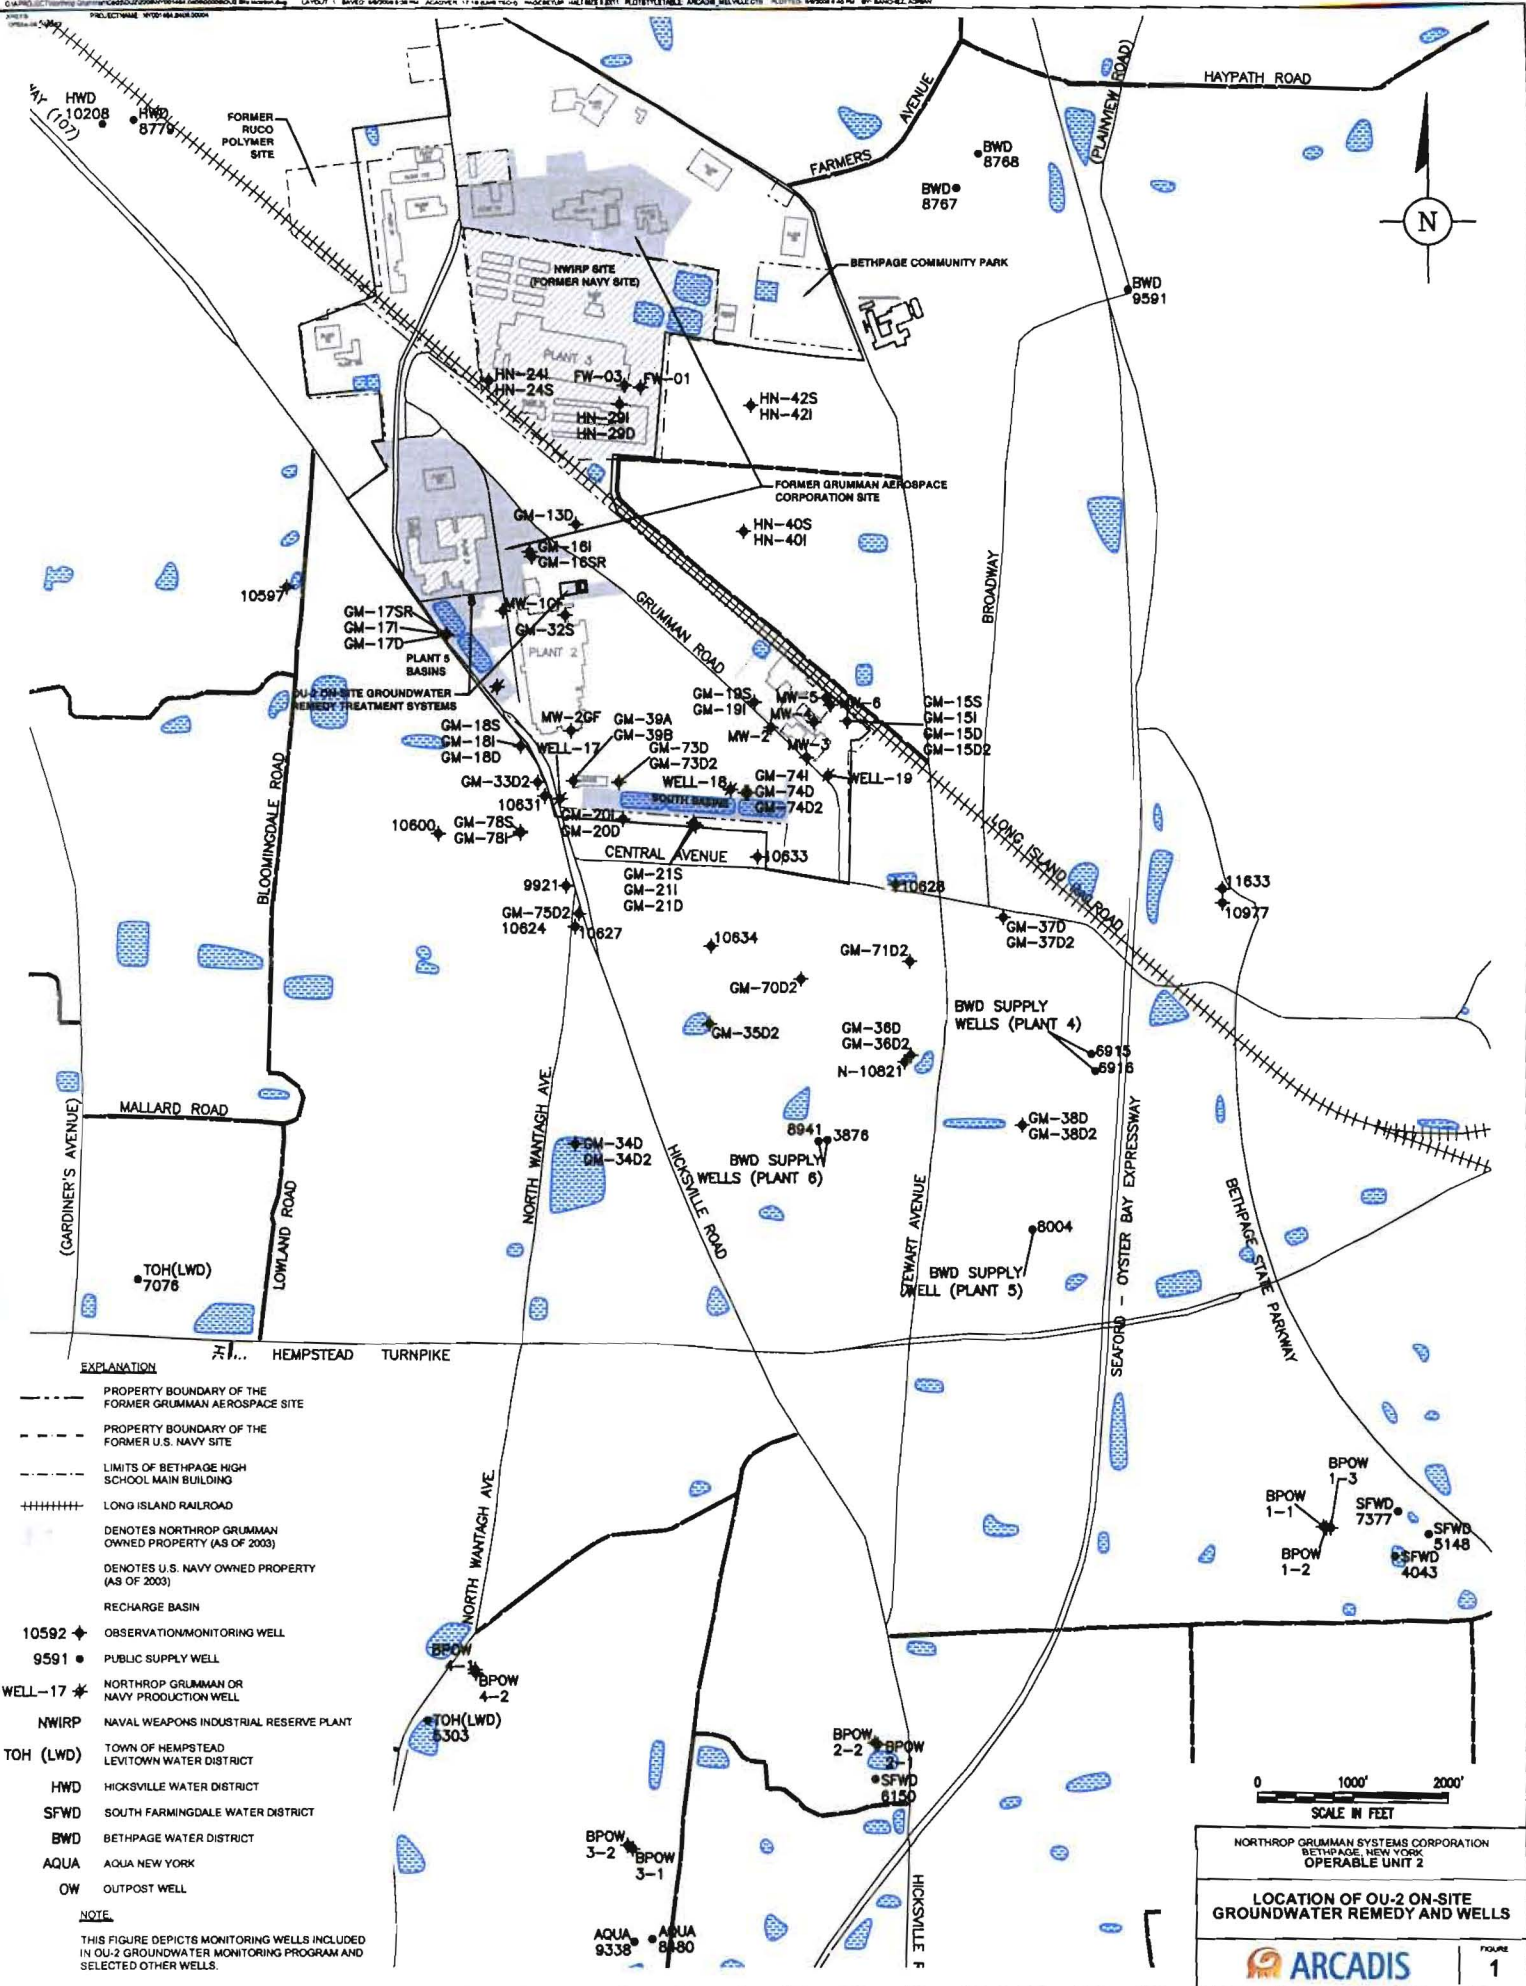 HAYPATH ROAD
(PLAINVIEW ROAD)
AVENUE
FARMERS
HWD
10208
HWD
8779
(107)
FORMER
RUCO
POLYMER
SITE
BWD
8768
BWD
8767
N
BETHPAGE COMMUNITY PARK
NWIRP SITE
(FORMER NAVY SITE)
BWD
9591
PLANT 3
HN-24I
HN-24S
FW-03
FW-01
HN-29I
HN-29D
HN-42S
HN-42I
FORMER GRUMMAN AEROSPACE
CORPORATION SITE
GM-13D
HN-40S
HN-40I
GM-16I
GM-16SR
BROADWAY
10597
GM-17SR
GM-17I
GM-17D
MW-1GF
GM-32S
GRUMMAN ROAD
PLANT 2
PLANT 5
BASINS
OU-2 ON-SITE GROUNDWATER
REMEDY TREATMENT SYSTEMS
GM-19S
GM-19I
MW-5
MW-6
MW-4
MW-2
MW-3
GM-15S
GM-15I
GM-15D
GM-15D2
GM-18S
GM-18I
GM-18D
MW-2GF
WELL-17
GM-39A
GM-39B
GM-73D
GM-73D2
WELL-18
GM-74I
GM-74D
GM-74D2
WELL-19
GM-33D2
10631
SOUTH BASINS
BLOOMINGDALE ROAD
10600
GM-78S
GM-78I
GM-20I
GM-20D
CENTRAL AVENUE
10633
LONG ISLAND RAILROAD
9921
GM-21S
GM-21I
GM-21D
10628
11633
10977
GM-75D2
10624
10627
GM-37D
GM-37D2
10634
GM-71D2
GM-70D2
BWD SUPPLY
WELLS (PLANT 4)
GM-35D2
GM-36D
GM-36D2
N-10821
6915
6916
MALLARD ROAD
(GARDINER'S AVENUE)
NORTH WANTAGH AVE.
GM-34D
GM-34D2
8941
3876
BWD SUPPLY
WELLS (PLANT 6)
GM-38D
GM-38D2
HICKSVILLE ROAD
STEWART AVENUE
SEAFORD - OYSTER BAY EXPRESSWAY
BETHPAGE STATE PARKWAY
LOWLAND ROAD
8004
BWD SUPPLY
WELL (PLANT 5)
TOH(LWD)
7076
HEMPSTEAD TURNPIKE
EXPLANATION
PROPERTY BOUNDARY OF THE
FORMER GRUMMAN AEROSPACE SITE
PROPERTY BOUNDARY OF THE
FORMER U.S. NAVY SITE
LIMITS OF BETHPAGE HIGH
SCHOOL MAIN BUILDING
LONG ISLAND RAILROAD
DENOTES NORTHROP GRUMMAN
OWNED PROPERTY (AS OF 2003)
DENOTES U.S. NAVY OWNED PROPERTY
(AS OF 2003)
RECHARGE BASIN
10592 OBSERVATION/MONITORING WELL
9591 PUBLIC SUPPLY WELL
WELL-17 NORTHROP GRUMMAN OR
NAVY PRODUCTION WELL
NWIRP NAVAL WEAPONS INDUSTRIAL RESERVE PLANT
TOH (LWD) TOWN OF HEMPSTEAD
LEVITOWN WATER DISTRICT
HWD HICKSVILLE WATER DISTRICT
SFWD SOUTH FARMINGDALE WATER DISTRICT
BWD BETHPAGE WATER DISTRICT
AQUA AQUA NEW YORK
OW OUTPOST WELL
NOTE:
THIS FIGURE DEPICTS MONITORING WELLS INCLUDED
IN OU-2 GROUNDWATER MONITORING PROGRAM AND
SELECTED OTHER WELLS.
NORTH WANTAGH AVE.
BPOW
4-1
BPOW
4-2
TOH(LWD)
5303
BPOW
1-3
BPOW
1-1
BPOW
1-2
SFWD
7377
SFWD
5148
SFWD
4043
BPOW
2-2
BPOW
2-1
SFWD
6150
BPOW
3-2
BPOW
3-1
AQUA
9338
AQUA
8480
HICKSVILLE
0 1000' 2000'
SCALE IN FEET
NORTHROP GRUMMAN SYSTEMS CORPORATION
BETHPAGE, NEW YORK
OPERABLE UNIT 2
LOCATION OF OU-2 ON-SITE
GROUNDWATER REMEDY AND WELLS
ARCADIS
FIGURE
1